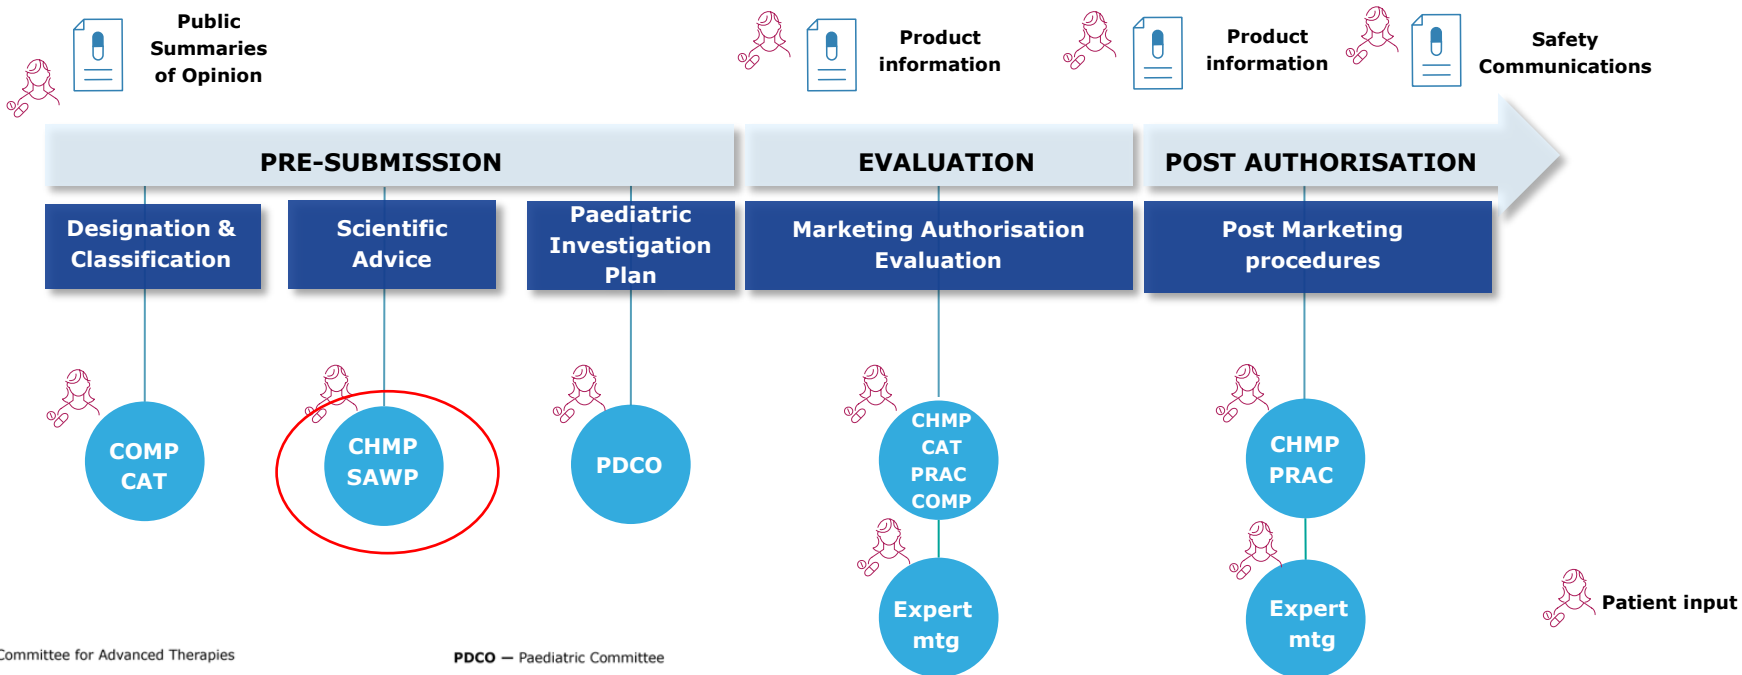 Public
Summaries
of Opinion
Product
information
Product
information
Safety
Communications
PRE-SUBMISSION
EVALUATION
POST AUTHORISATION
Designation &
Classification
Scientific
Advice
Paediatric
Investigation
Plan
Marketing Authorisation
Evaluation
Post Marketing
procedures
COMP
CAT
CHMP
SAWP
PDCO
CHMP
CAT
PRAC
COMP
CHMP
PRAC
Expert
mtg
Expert
mtg
Patient input
Committee for Advanced Therapies
PDCO — Paediatric Committee